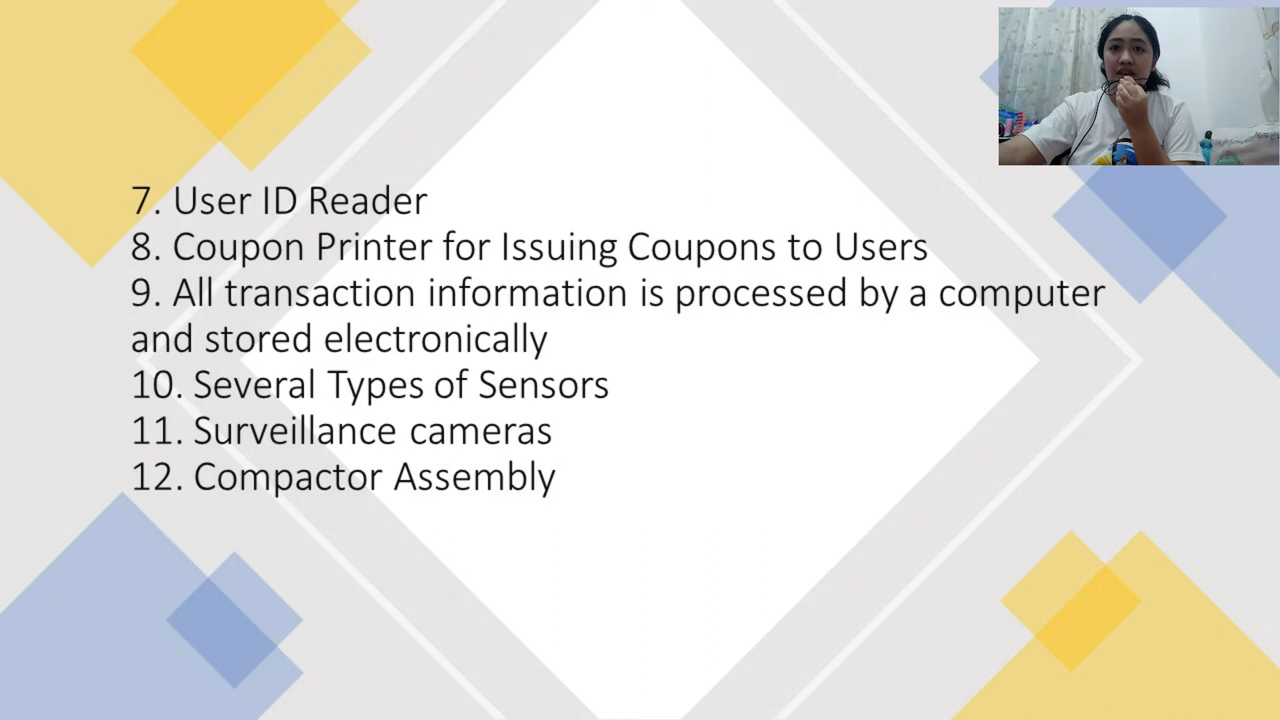 7. User ID Reader
8. Coupon Printer for Issuing Coupons to Users
9. All transaction information is processed by a computer
and stored electronically
10. Several Types of Sensors
11. Surveillance cameras
12. Compactor Assembly